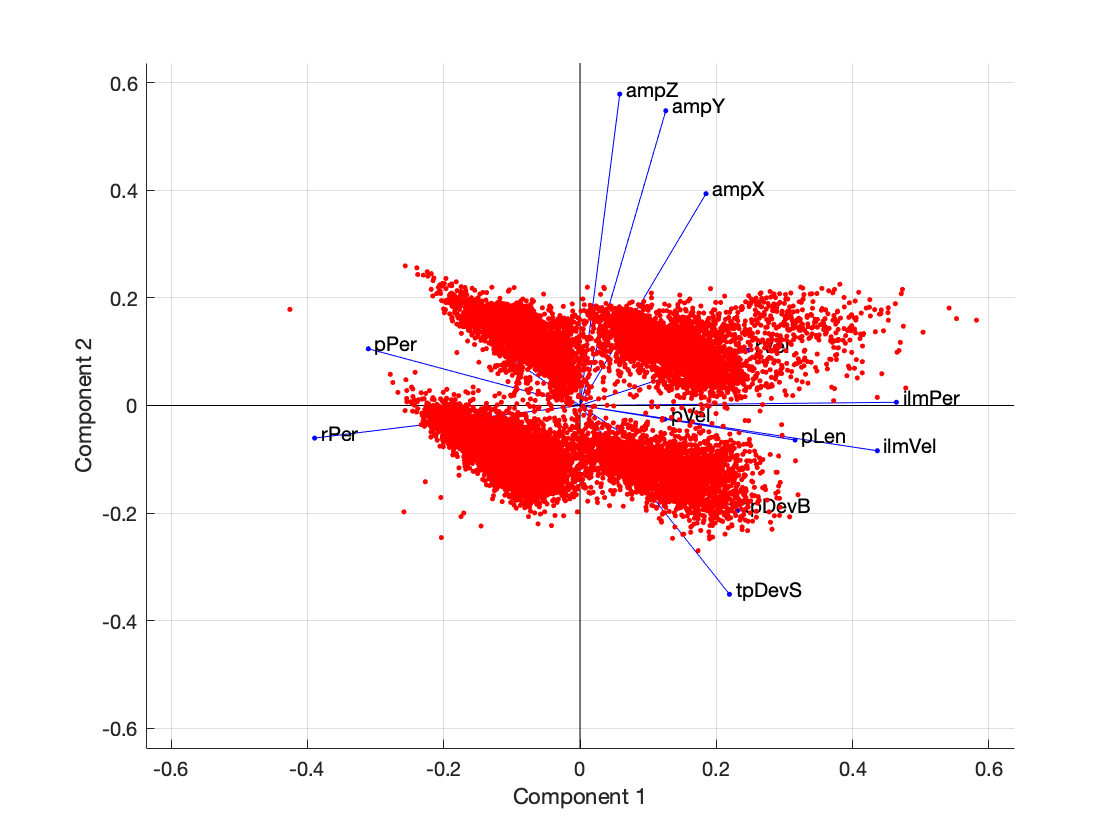 0.6
0.4
0.2
0
-0.2
-0.4
-0.6
Component 2
ampZ
ampY
ampX
pPer
ilmPer
pVel
rPer
pLen
ilmVel
pDevB
tpDevS
-0.6
-0.4
-0.2
0
0.2
0.4
0.6
Component 1